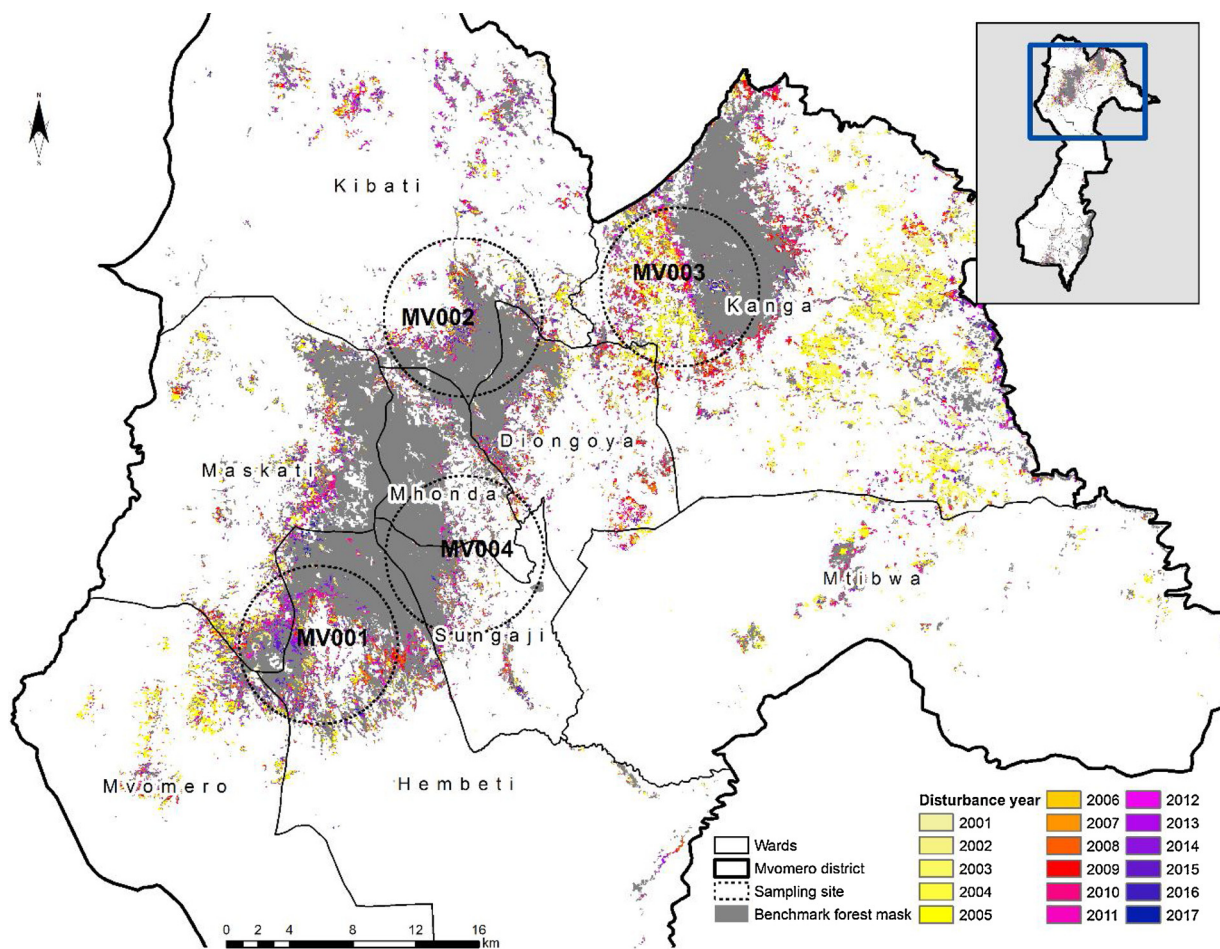 N
S
Kibati
MV003
Kanga
MV002
Diongoya
Maskati
Mhonda
MV004
Mtibwa
Sungaji
MV001
Mvomero
Hembeti
Wards
Mvomero district
Sampling site
Benchmark forest mask
Disturbance year
2001
2002
2003
2004
2005
2006
2007
2008
2009
2010
2011
2012
2013
2014
2015
2016
2017
0 2 4 8 12 16
km